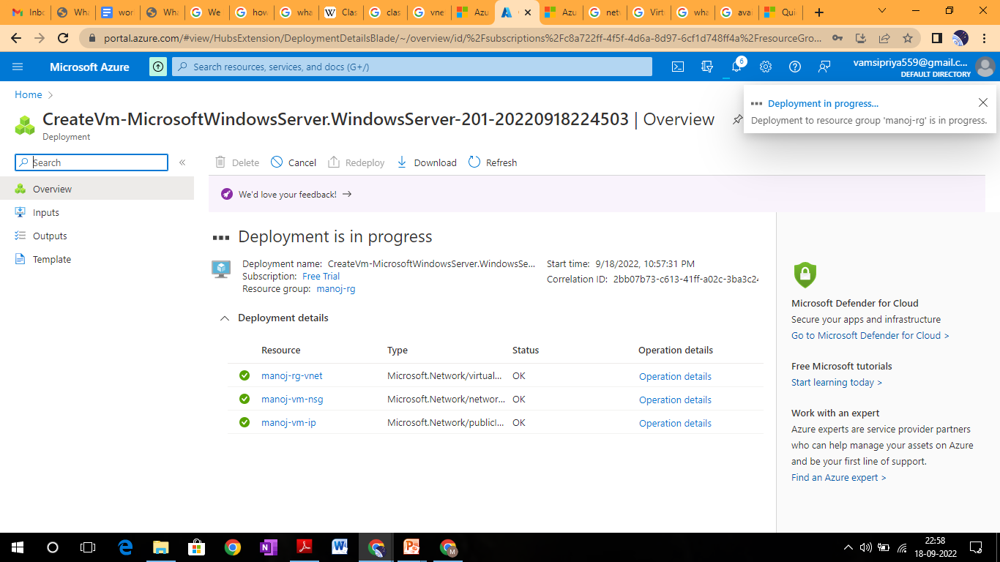 Inbo
Wha
wor
Wha
We
how
wha
Clas
clas
vne
Azu
Azu
netw
Virtu
wha
avai
Qui
portal.azure.com/#view/HubsExtension/DeploymentDetailsBlade/~/overview/id/%2Fsubscriptions%2Fc8a722ff-4f5f-4d6a-8d97-6cf1d748ff4a%2FresourceGro...
Microsoft Azure
Search resources, services, and docs (G+/)
6
vamsipriya559@gmail.c...
DEFAULT DIRECTORY
Home
Deployment in progress...
Deployment to resource group 'manoj-rg' is in progress.
CreateVm-MicrosoftWindowsServer.WindowsServer-201-20220918224503 | Overview
Deployment
Search
Delete
Cancel
Redeploy
Download
Refresh
Overview
Inputs
Outputs
Template
We'd love your feedback! →
Deployment is in progress
Deployment name: CreateVm-MicrosoftWindowsServer.WindowsSe...
Subscription: Free Trial
Resource group: manoj-rg
Start time: 9/18/2022, 10:57:31 PM
Correlation ID: 2bb07b73-c613-41ff-a02c-3ba3c24
Deployment details
Resource Type Status Operation details
manoj-rg-vnet Microsoft.Network/virtual... OK Operation details
manoj-vm-nsg Microsoft.Network/networ... OK Operation details
manoj-vm-ip Microsoft.Network/publicI... OK Operation details
Microsoft Defender for Cloud
Secure your apps and infrastructure
Go to Microsoft Defender for Cloud >
Free Microsoft tutorials
Start learning today >
Work with an expert
Azure experts are service provider partners
who can help manage your assets on Azure
and be your first line of support.
Find an Azure expert >
22:58
18-09-2022